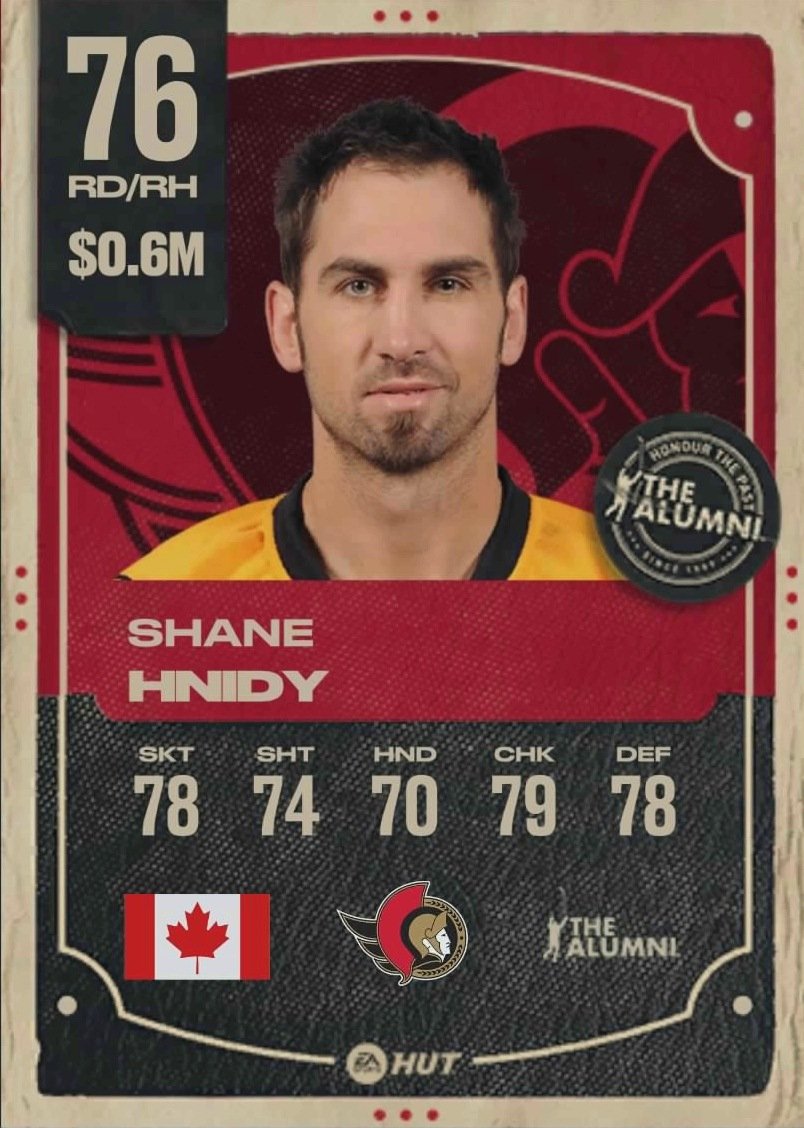 76
RD/RH
$0.6M
HONOUR THE PAST
THE
ALUMNI
SHANE
HNIDY
SKT SHT HND CHK DEF
78 74 70 79 78
THE
ALUMNI
EA HUT